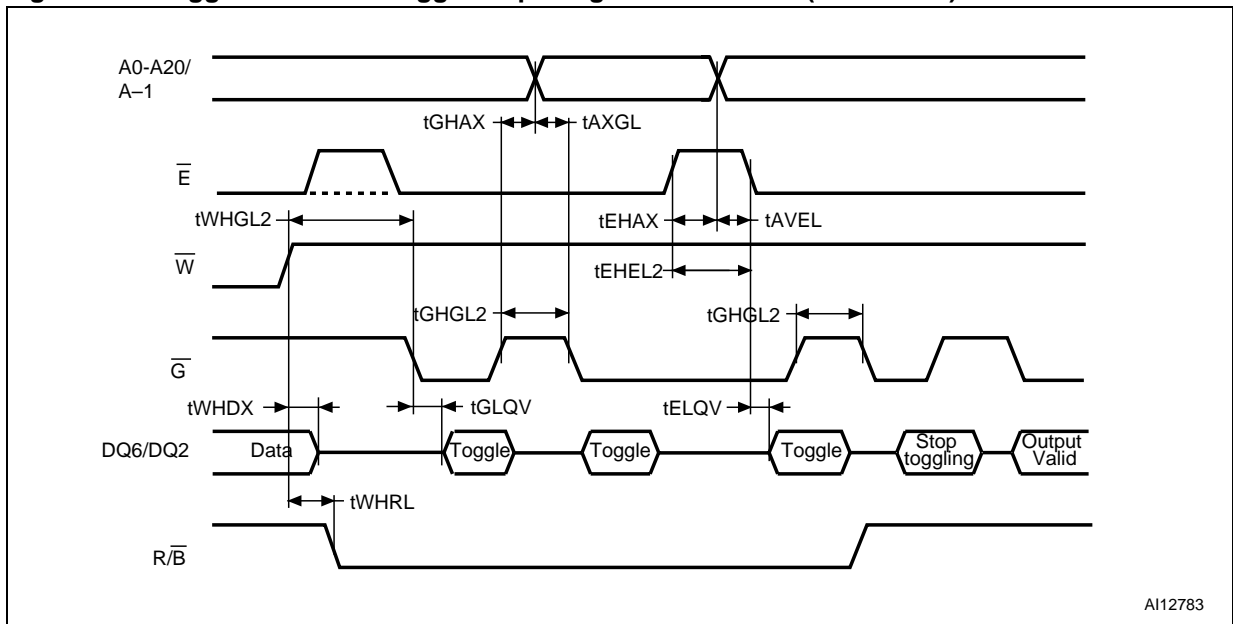 A0-A20/
A–1
tGHAX
tAXGL
E
tWHGL2
tEHAX
tAVEL
W
tEHEL2
tGHGL2
tGHGL2
G
tWHDX
tGLQV
tELQV
DQ6/DQ2
Data
Toggle
Toggle
Toggle
Stop
toggling
Output
Valid
tWHRL
R/B
AI12783